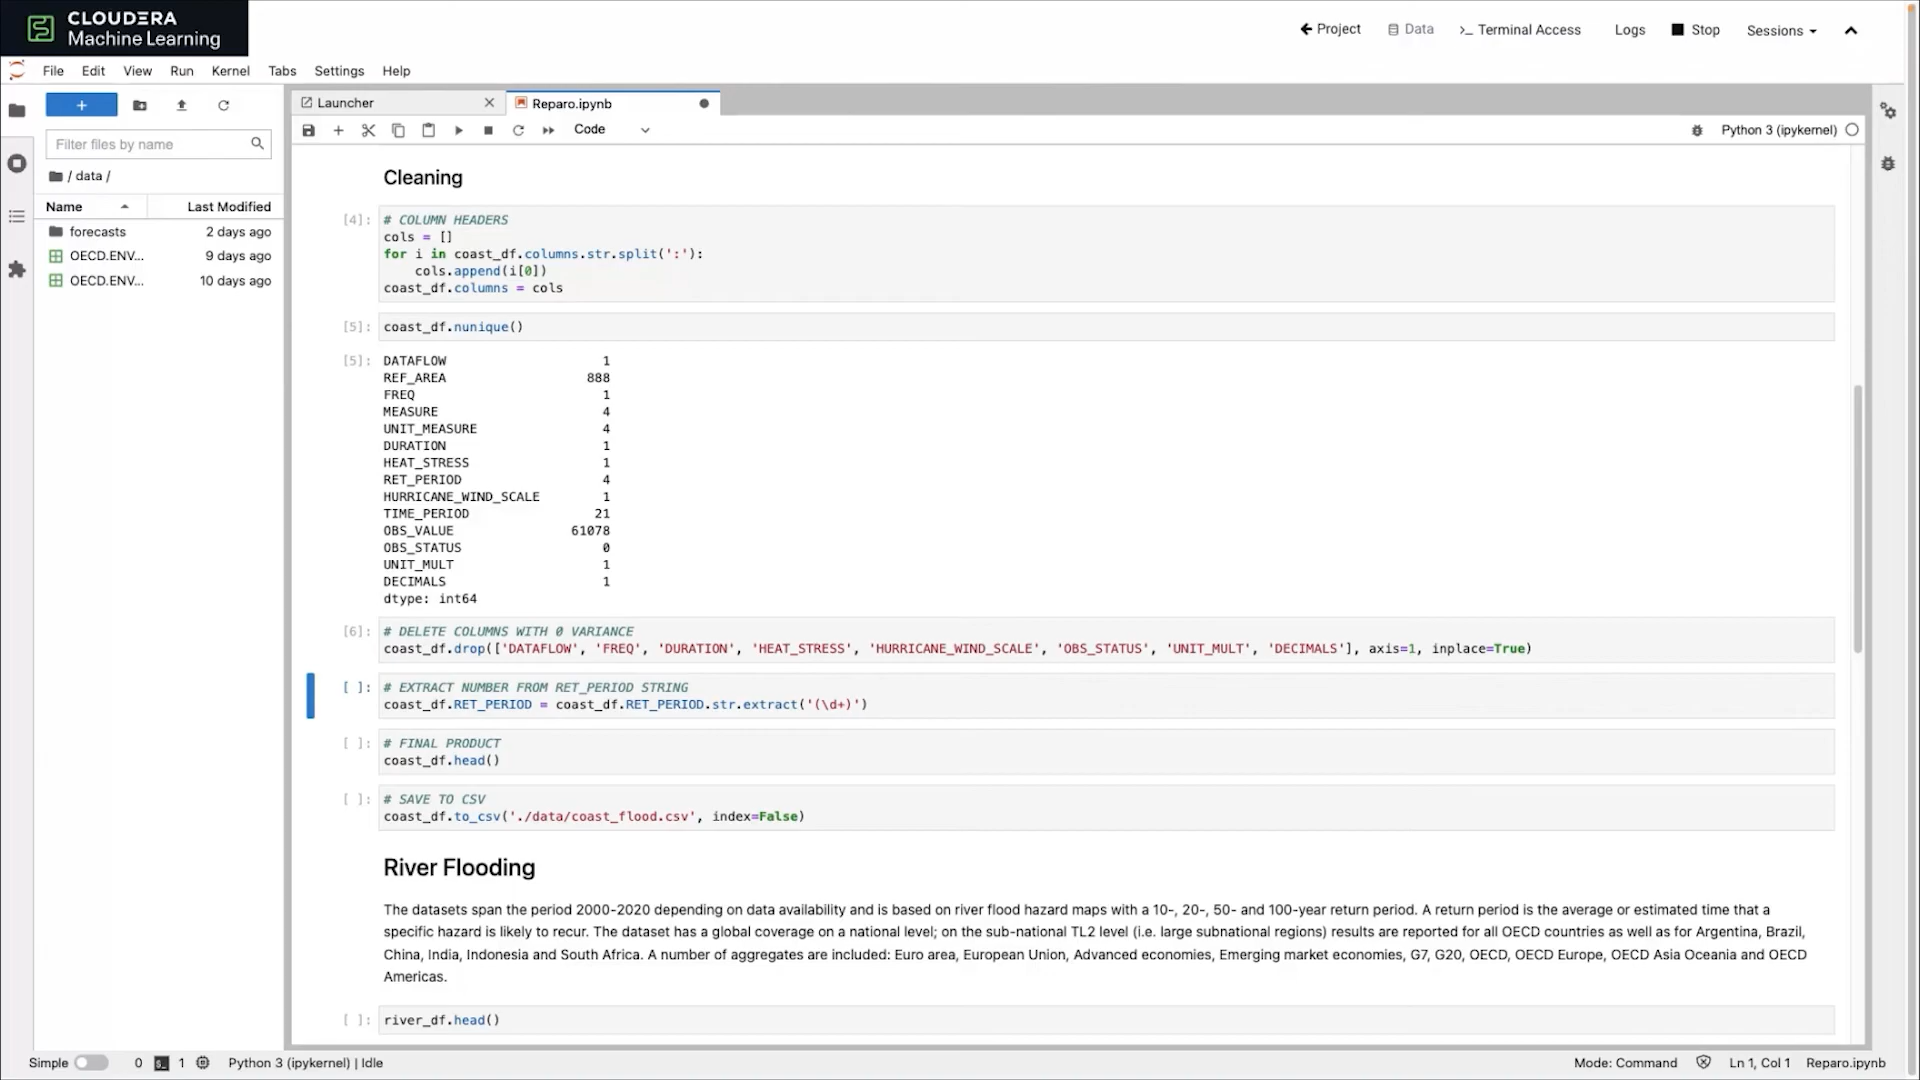 CLOUDERA
Machine Learning
Project
Data
Terminal Access
Logs
Stop
Sessions
File Edit View Run Kernel Tabs Settings Help
+
Filter files by name
/ data /
Name Last Modified
forecasts 2 days ago
OECD.ENV... 9 days ago
OECD.ENV... 10 days ago
Launcher
Reparo.ipynb
Code
Python 3 (ipykernel)
Cleaning
[4]: # COLUMN HEADERS
cols = []
for i in coast_df.columns.str.split(':'):
    cols.append(i[0])
coast_df.columns = cols
[5]: coast_df.nunique()
[5]: DATAFLOW 1
REF_AREA 888
FREQ 1
MEASURE 4
UNIT_MEASURE 4
DURATION 1
HEAT_STRESS 1
RET_PERIOD 4
HURRICANE_WIND_SCALE 1
TIME_PERIOD 21
OBS_VALUE 61078
OBS_STATUS 0
UNIT_MULT 1
DECIMALS 1
dtype: int64
[6]: # DELETE COLUMNS WITH 0 VARIANCE
coast_df.drop(['DATAFLOW', 'FREQ', 'DURATION', 'HEAT_STRESS', 'HURRICANE_WIND_SCALE', 'OBS_STATUS', 'UNIT_MULT', 'DECIMALS'], axis=1, inplace=True)
[ ]: # EXTRACT NUMBER FROM RET_PERIOD STRING
coast_df.RET_PERIOD = coast_df.RET_PERIOD.str.extract('(\d+)')
[ ]: # FINAL PRODUCT
coast_df.head()
[ ]: # SAVE TO CSV
coast_df.to_csv('./data/coast_flood.csv', index=False)
River Flooding
The datasets span the period 2000-2020 depending on data availability and is based on river flood hazard maps with a 10-, 20-, 50- and 100-year return period. A return period is the average or estimated time that a
specific hazard is likely to recur. The dataset has a global coverage on a national level; on the sub-national TL2 level (i.e. large subnational regions) results are reported for all OECD countries as well as for Argentina, Brazil,
China, India, Indonesia and South Africa. A number of aggregates are included: Euro area, European Union, Advanced economies, Emerging market economies, G7, G20, OECD, OECD Europe, OECD Asia Oceania and OECD
Americas.
[ ]: river_df.head()
Simple 0 1 Python 3 (ipykernel) | Idle
Mode: Command Ln 1, Col 1 Reparo.ipynb